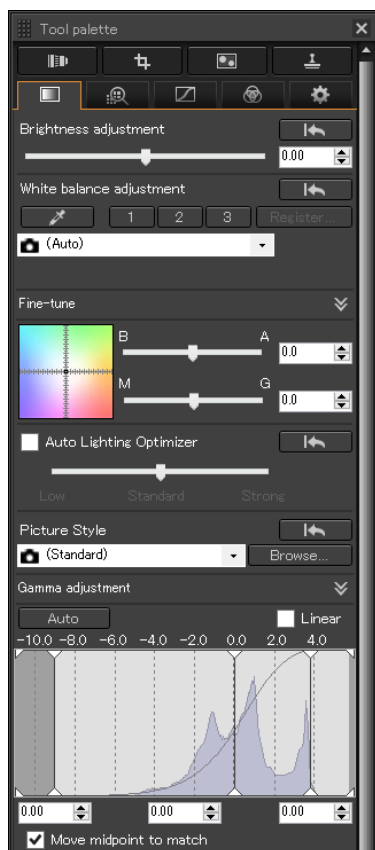 Tool palette
Brightness adjustment
0.00
White balance adjustment
1 2 3 Register...
(Auto)
Fine-tune
B A
0.0
M G
0.0
Auto Lighting Optimizer
Low Standard Strong
Picture Style
(Standard) Browse...
Gamma adjustment
Auto Linear
-10.0 -8.0 -6.0 -4.0 -2.0 0.0 2.0 4.0
0.00 0.00 0.00
Move midpoint to match